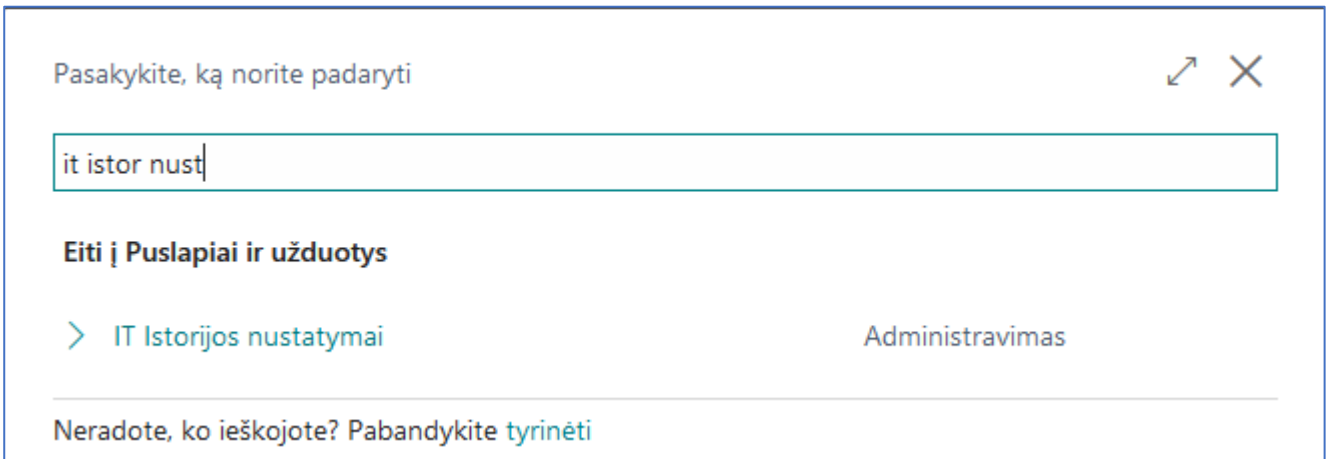 Pasakykite, ką norite padaryti
it istor nust
Eiti į Puslapiai ir užduotys
IT Istorijos nustatymai Administravimas
Neradote, ko ieškojote? Pabandykite tyrinėti